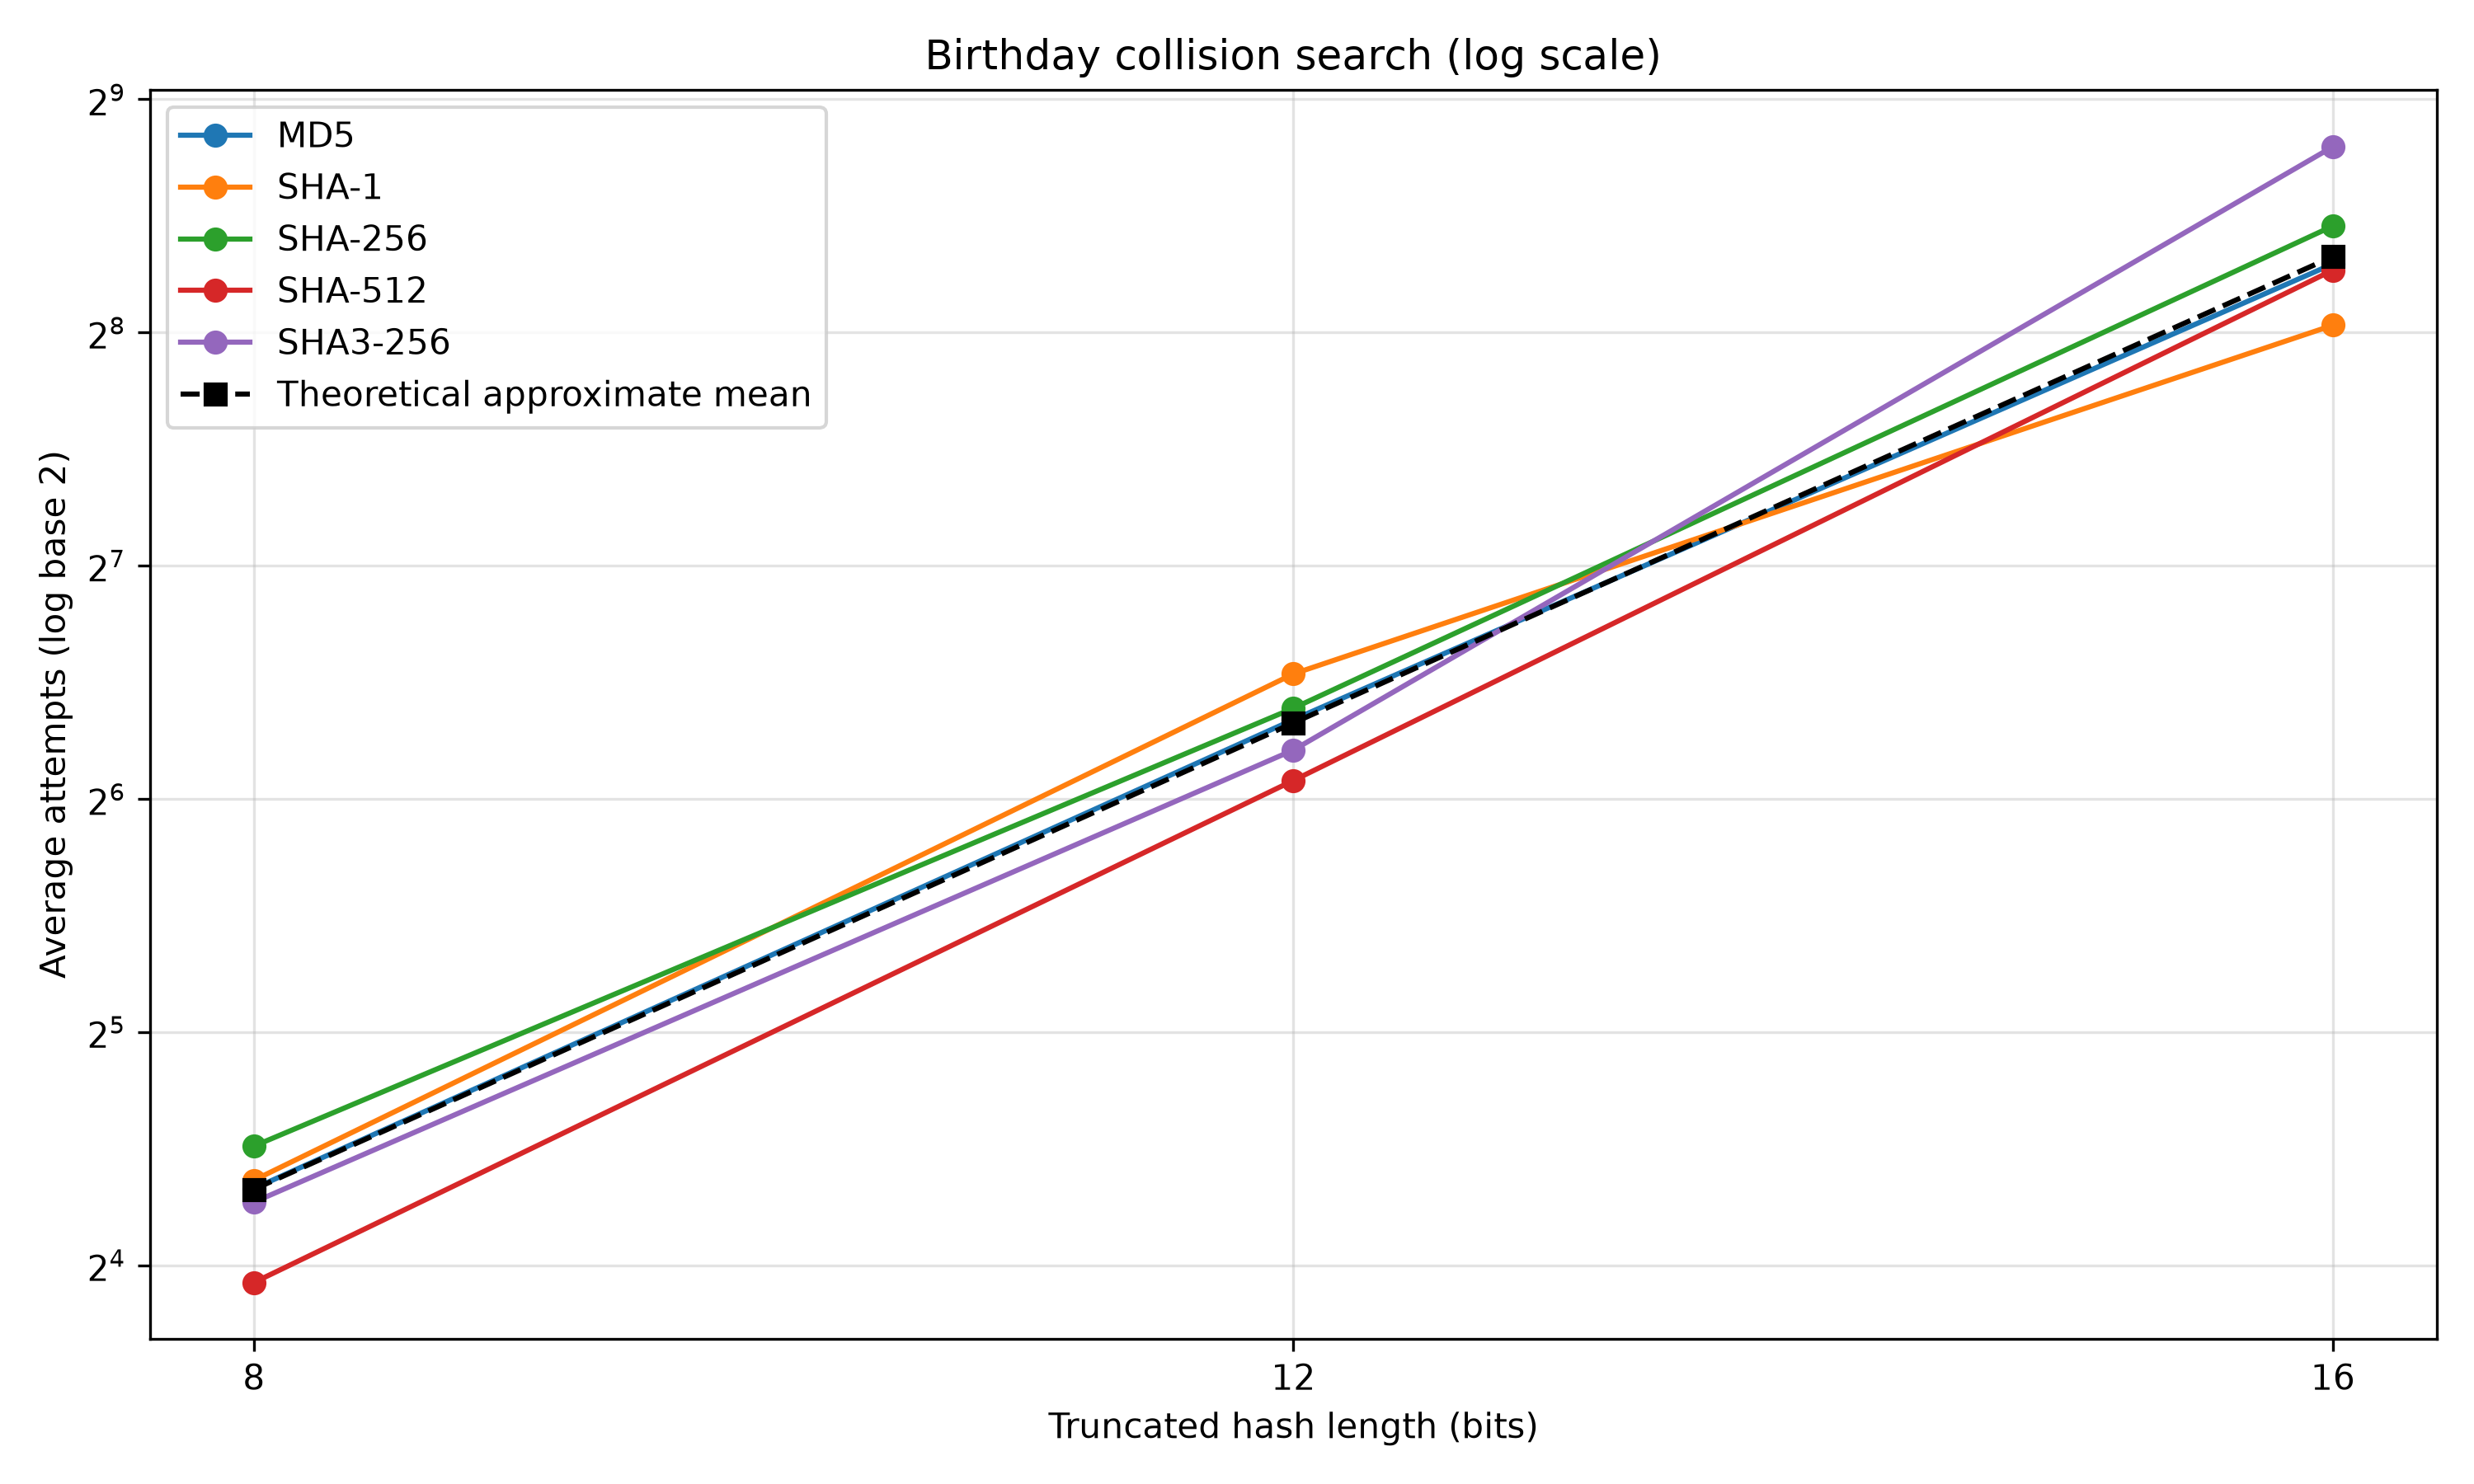 Birthday collision search (log scale)
MD5
SHA-1
SHA-256
SHA-512
SHA3-256
Theoretical approximate mean
Average attempts (log base 2)
2⁹
2⁸
2⁷
2⁶
2⁵
2⁴
8 12 16
Truncated hash length (bits)